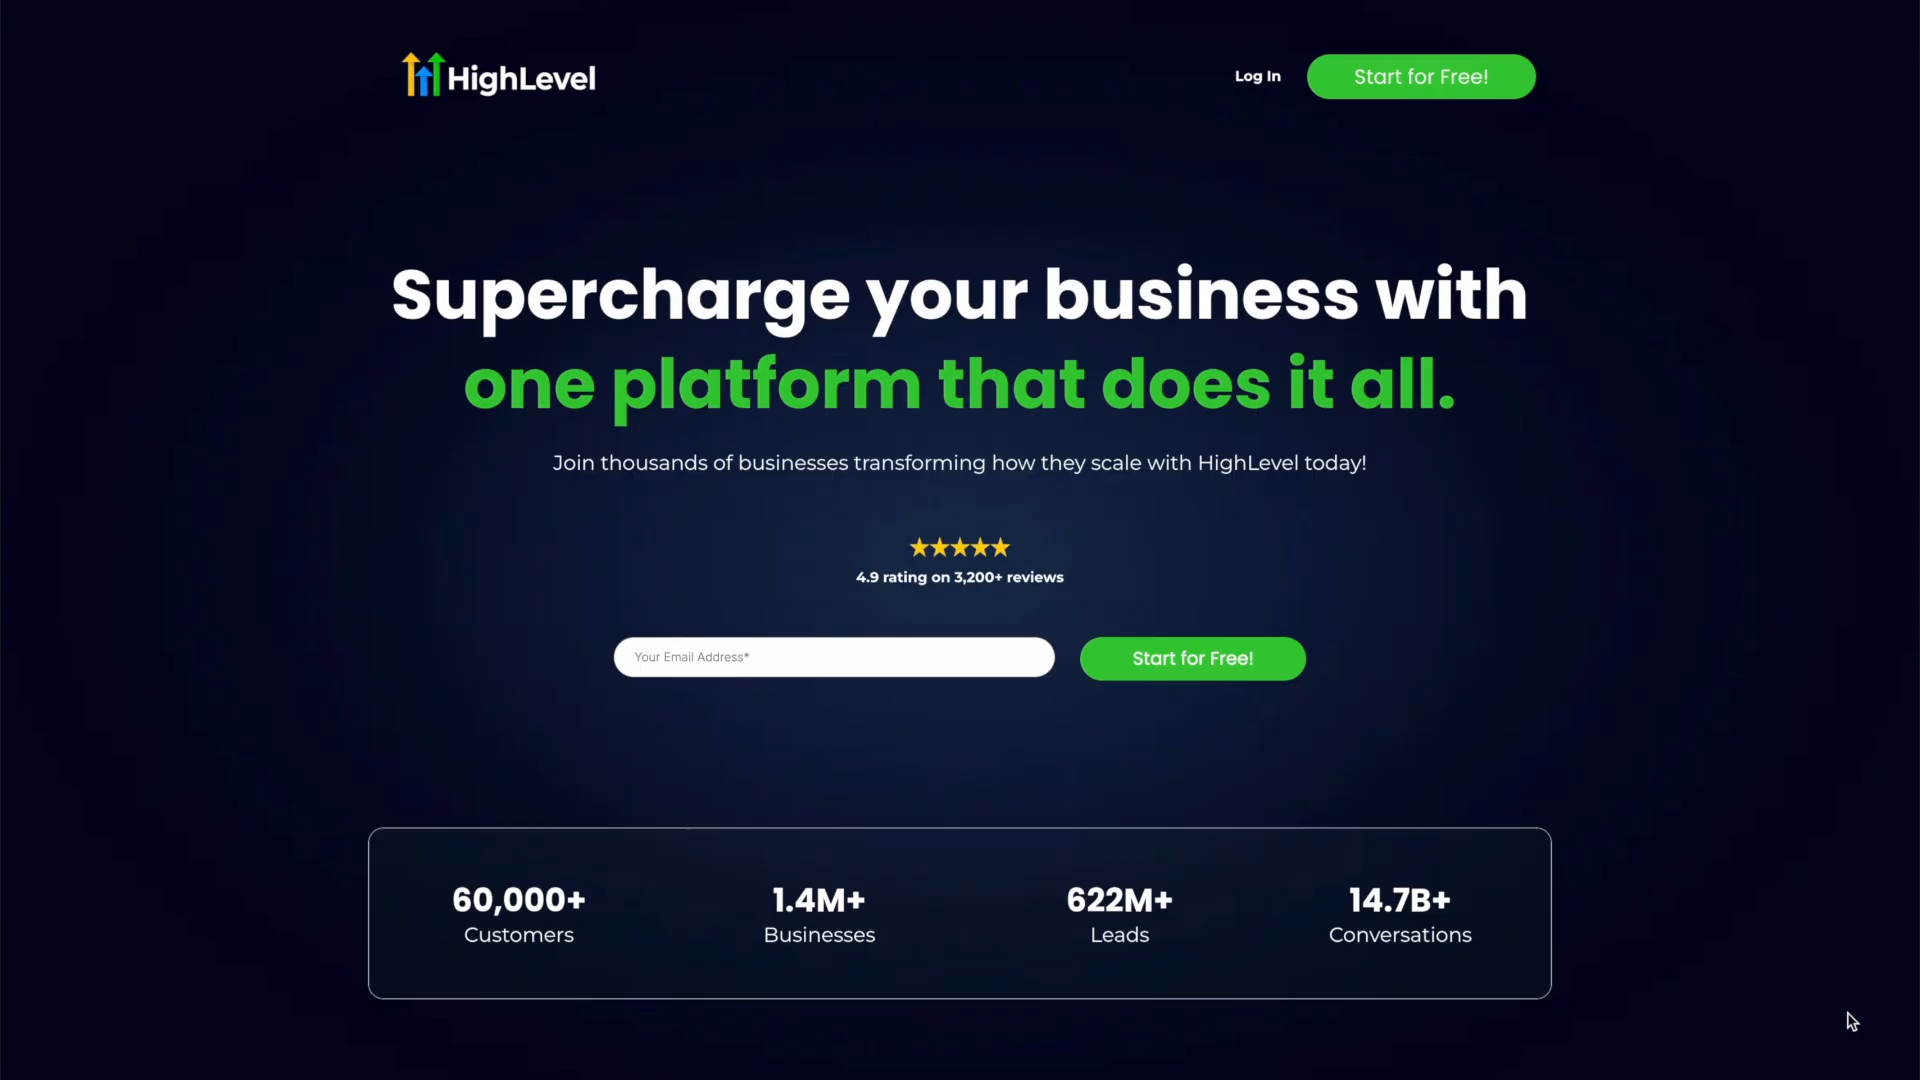 HighLevel
Log In
Start for Free!
Supercharge your business with
one platform that does it all.
Join thousands of businesses transforming how they scale with HighLevel today!
4.9 rating on 3,200+ reviews
Your Email Address*
Start for Free!
60,000+
Customers
1.4M+
Businesses
622M+
Leads
14.7B+
Conversations